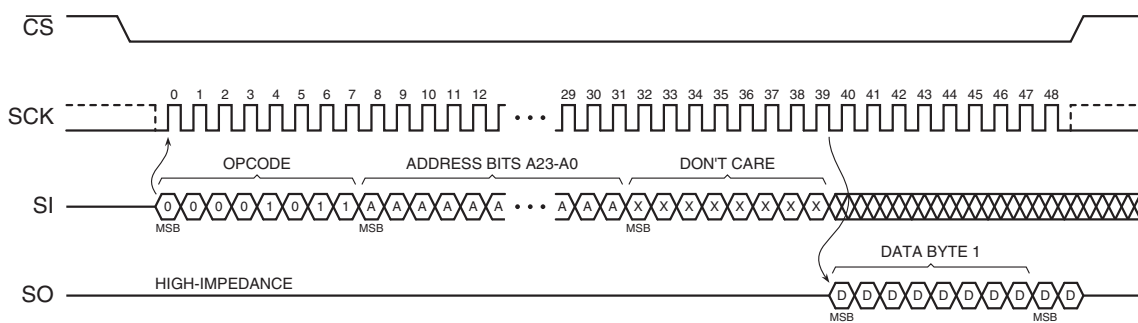 CS
0 1 2 3 4 5 6 7 8 9 10 11 12 29 30 31 32 33 34 35 36 37 38 39 40 41 42 43 44 45 46 47 48
SCK • • •
OPCODE ADDRESS BITS A23-A0 DON'T CARE
SI 0 0 0 0 1 0 1 1 A A A A A A • • • A A A X X X X X X X X
MSB MSB MSB
DATA BYTE 1
HIGH-IMPEDANCE
SO D D D D D D D D D D
MSB MSB